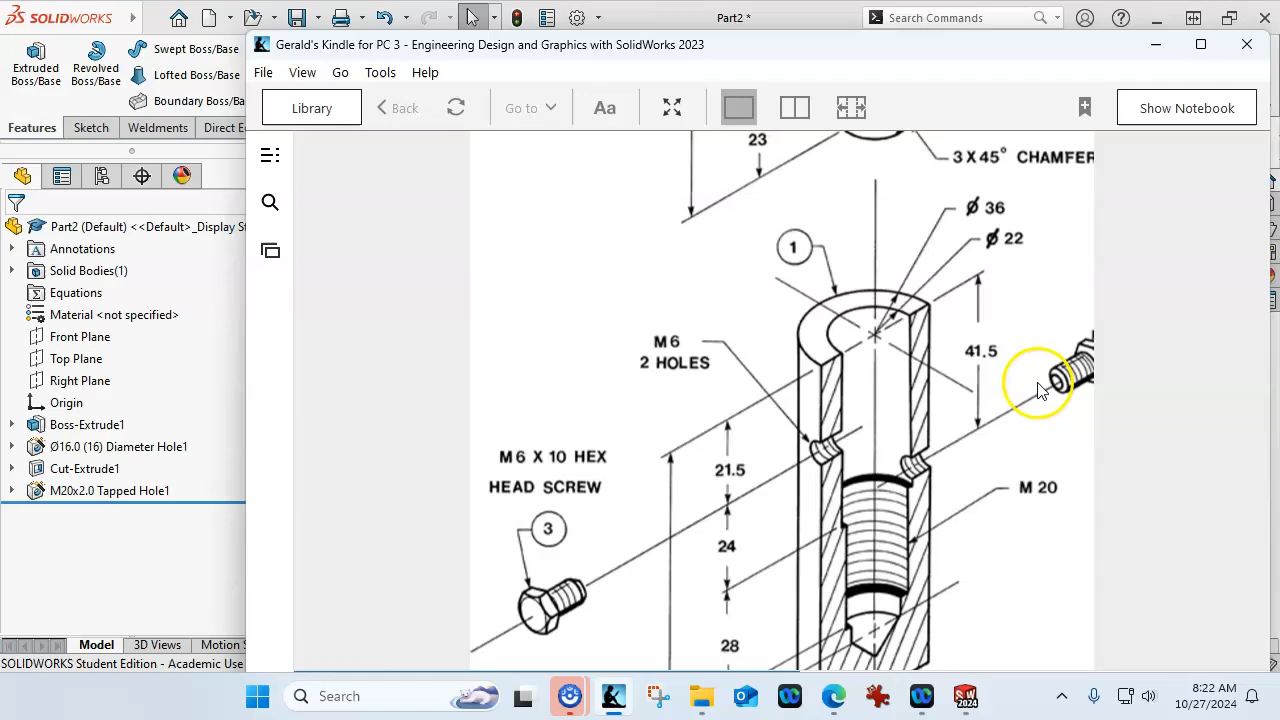 SOLIDWORKS
Part2 *
Search Commands
Gerald's Kindle for PC 3 - Engineering Design and Graphics with SolidWorks 2023
Extruded
Boss/Base
Revolved
Boss/Base
Swept Boss/Base
Lofted Boss/Base
Boundary Boss/Ba
File
View
Go
Tools
Help
Library
Back
Go to
Aa
Show Notebook
Features
Sketch
Weldments
Direct E
Part2 (Default) <<Default>_Display St
Annotations
Solid Bodies(1)
Equations
Material <not specified>
Front Plane
Top Plane
Right Plane
Origin
Boss-Extrude1
Ø16.0 (16) Diameter Hole1
Cut-Extrude1
M20x2.0 Tapped Hole1
23
3 X 45° CHAMFER
Ø 36
Ø 22
1
M6
2 HOLES
41.5
M6 X 10 HEX
HEAD SCREW
21.5
M 20
3
24
28
Model
3D Views
Motion S
SOLIDWORKS Student Edition - Academic Use
Search
8:22 AM
10/27/2024
SW
2024